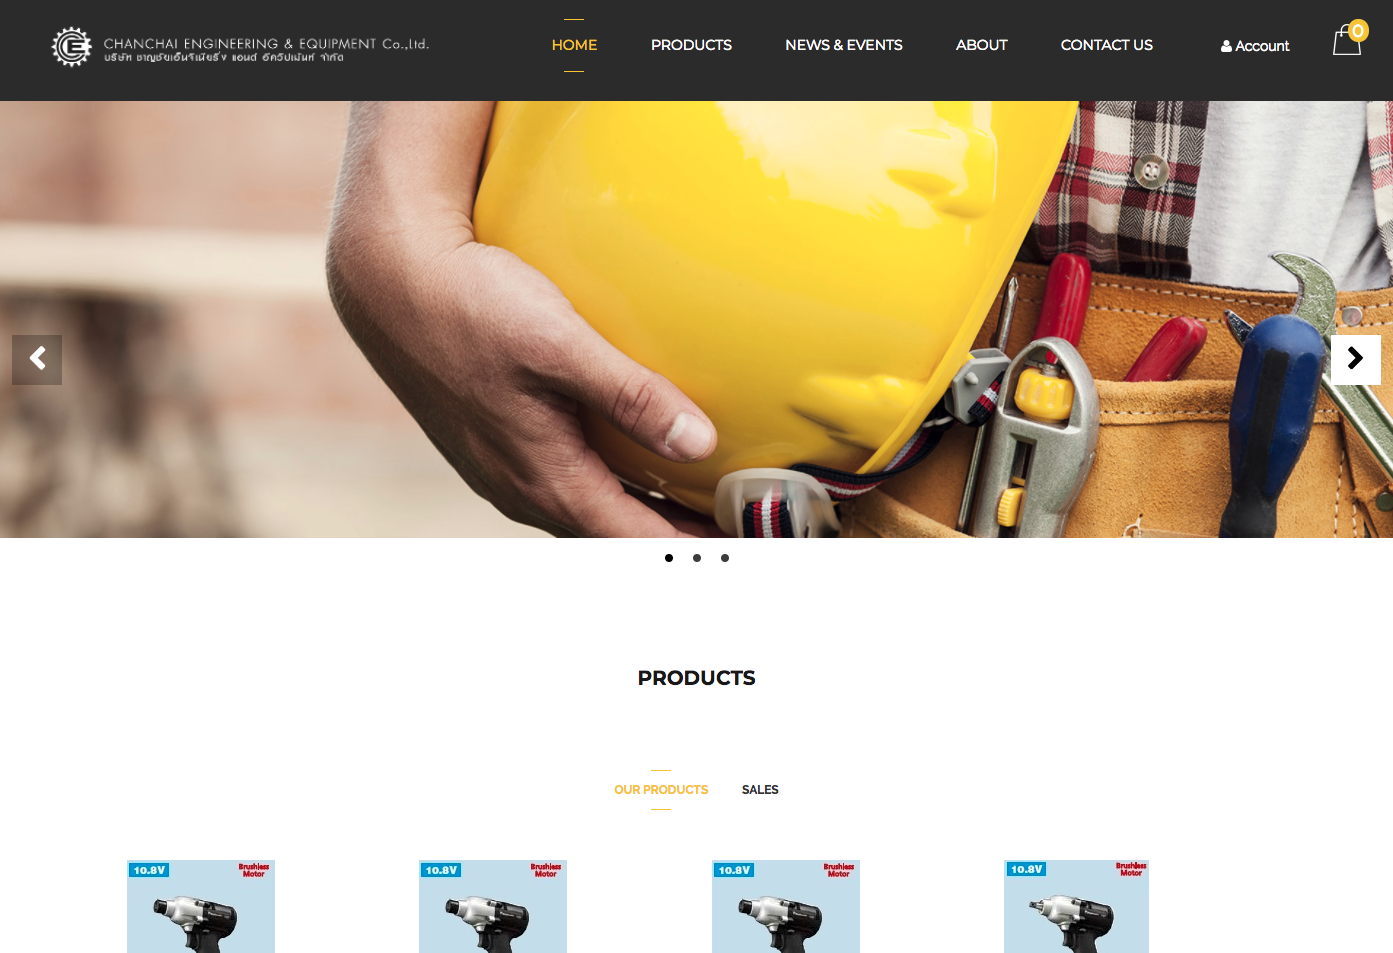 CHANCHAI ENGINEERING & EQUIPMENT Co.,Ltd.
บริษัท ชาญชัยเอ็นจิเนียริ่ง แอนด์ อิควิปเม้นท์ จำกัด
HOME
PRODUCTS
NEWS & EVENTS
ABOUT
CONTACT US
Account
0
PRODUCTS
OUR PRODUCTS
SALES
10.8V
Brushless
Motor
10.8V
Brushless
Motor
10.8V
Brushless
Motor
10.8V
Brushless
Motor